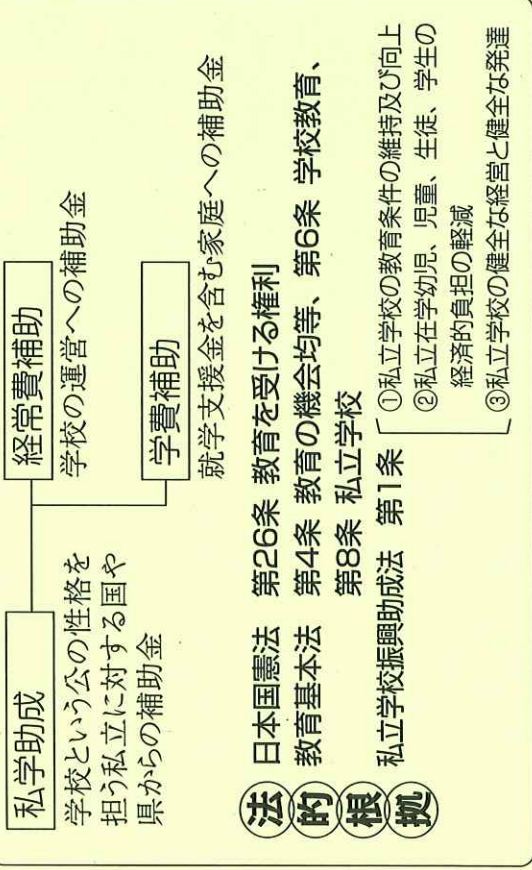 私学助成
学校という公の性格を
担う私立に対する国や
県からの補助金
経常費補助
学校の運営への補助金
学費補助
就学支援金を含む家庭への補助金
法的根拠
日本国憲法 第26条 教育を受ける権利
教育基本法 第4条 教育の機会均等、第6条 学校教育、
第8条 私立学校
私立学校振興助成法 第1条
①私立学校の教育条件の維持及び向上
②私立在学幼児、児童、生徒、学生の
経済的負担の軽減
③私立学校の健全な経営と健全な発達